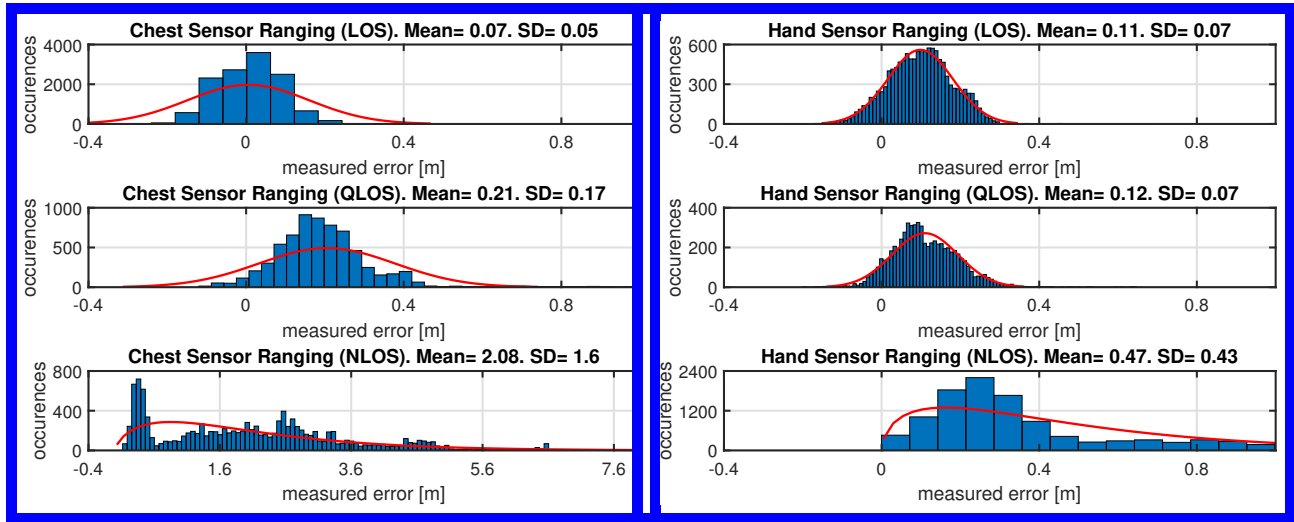 Chest Sensor Ranging (LOS). Mean= 0.07. SD= 0.05
4000
2000
0
occurences
-0.4 0 0.4 0.8
measured error [m]
Chest Sensor Ranging (QLOS). Mean= 0.21. SD= 0.17
1000
500
0
occurences
-0.4 0 0.4 0.8
measured error [m]
Chest Sensor Ranging (NLOS). Mean= 2.08. SD= 1.6
800
400
0
occurences
-0.4 1.6 3.6 5.6 7.6
measured error [m]
Hand Sensor Ranging (LOS). Mean= 0.11. SD= 0.07
600
300
0
occurences
-0.4 0 0.4 0.8
measured error [m]
Hand Sensor Ranging (QLOS). Mean= 0.12. SD= 0.07
400
200
0
occurences
-0.4 0 0.4 0.8
measured error [m]
Hand Sensor Ranging (NLOS). Mean= 0.47. SD= 0.43
2400
1200
0
occurences
-0.4 0 0.4 0.8
measured error [m]